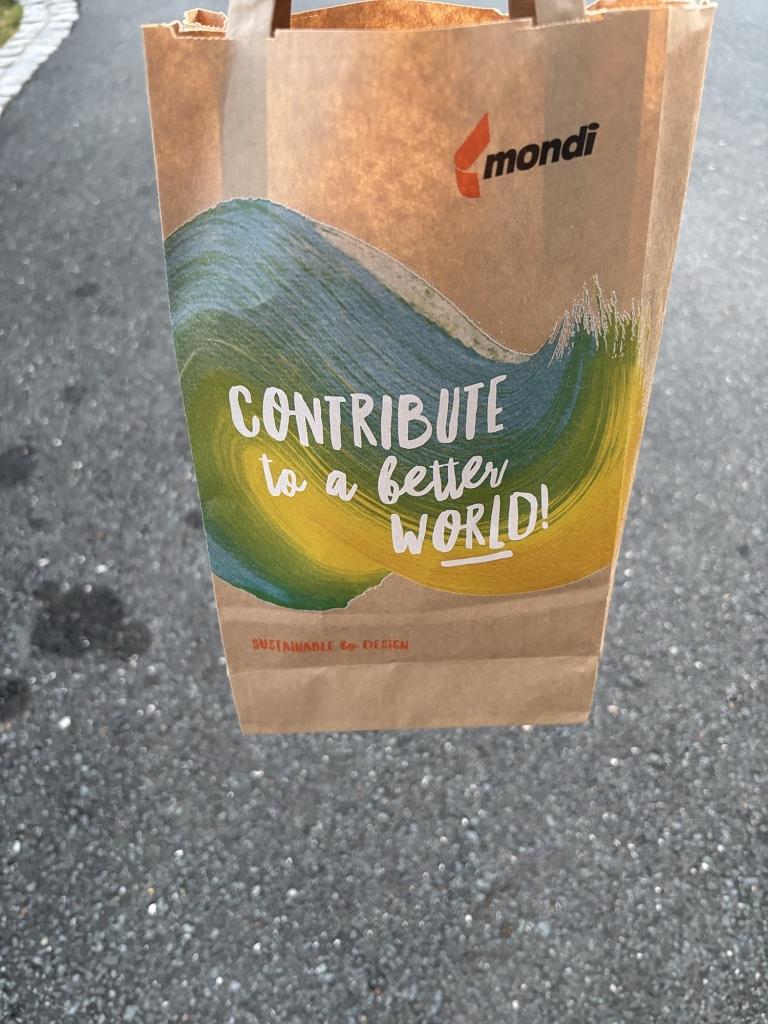 mondi
CONTRIBUTE
to a better
WORLD!
SUSTAINABLE by DESIGN